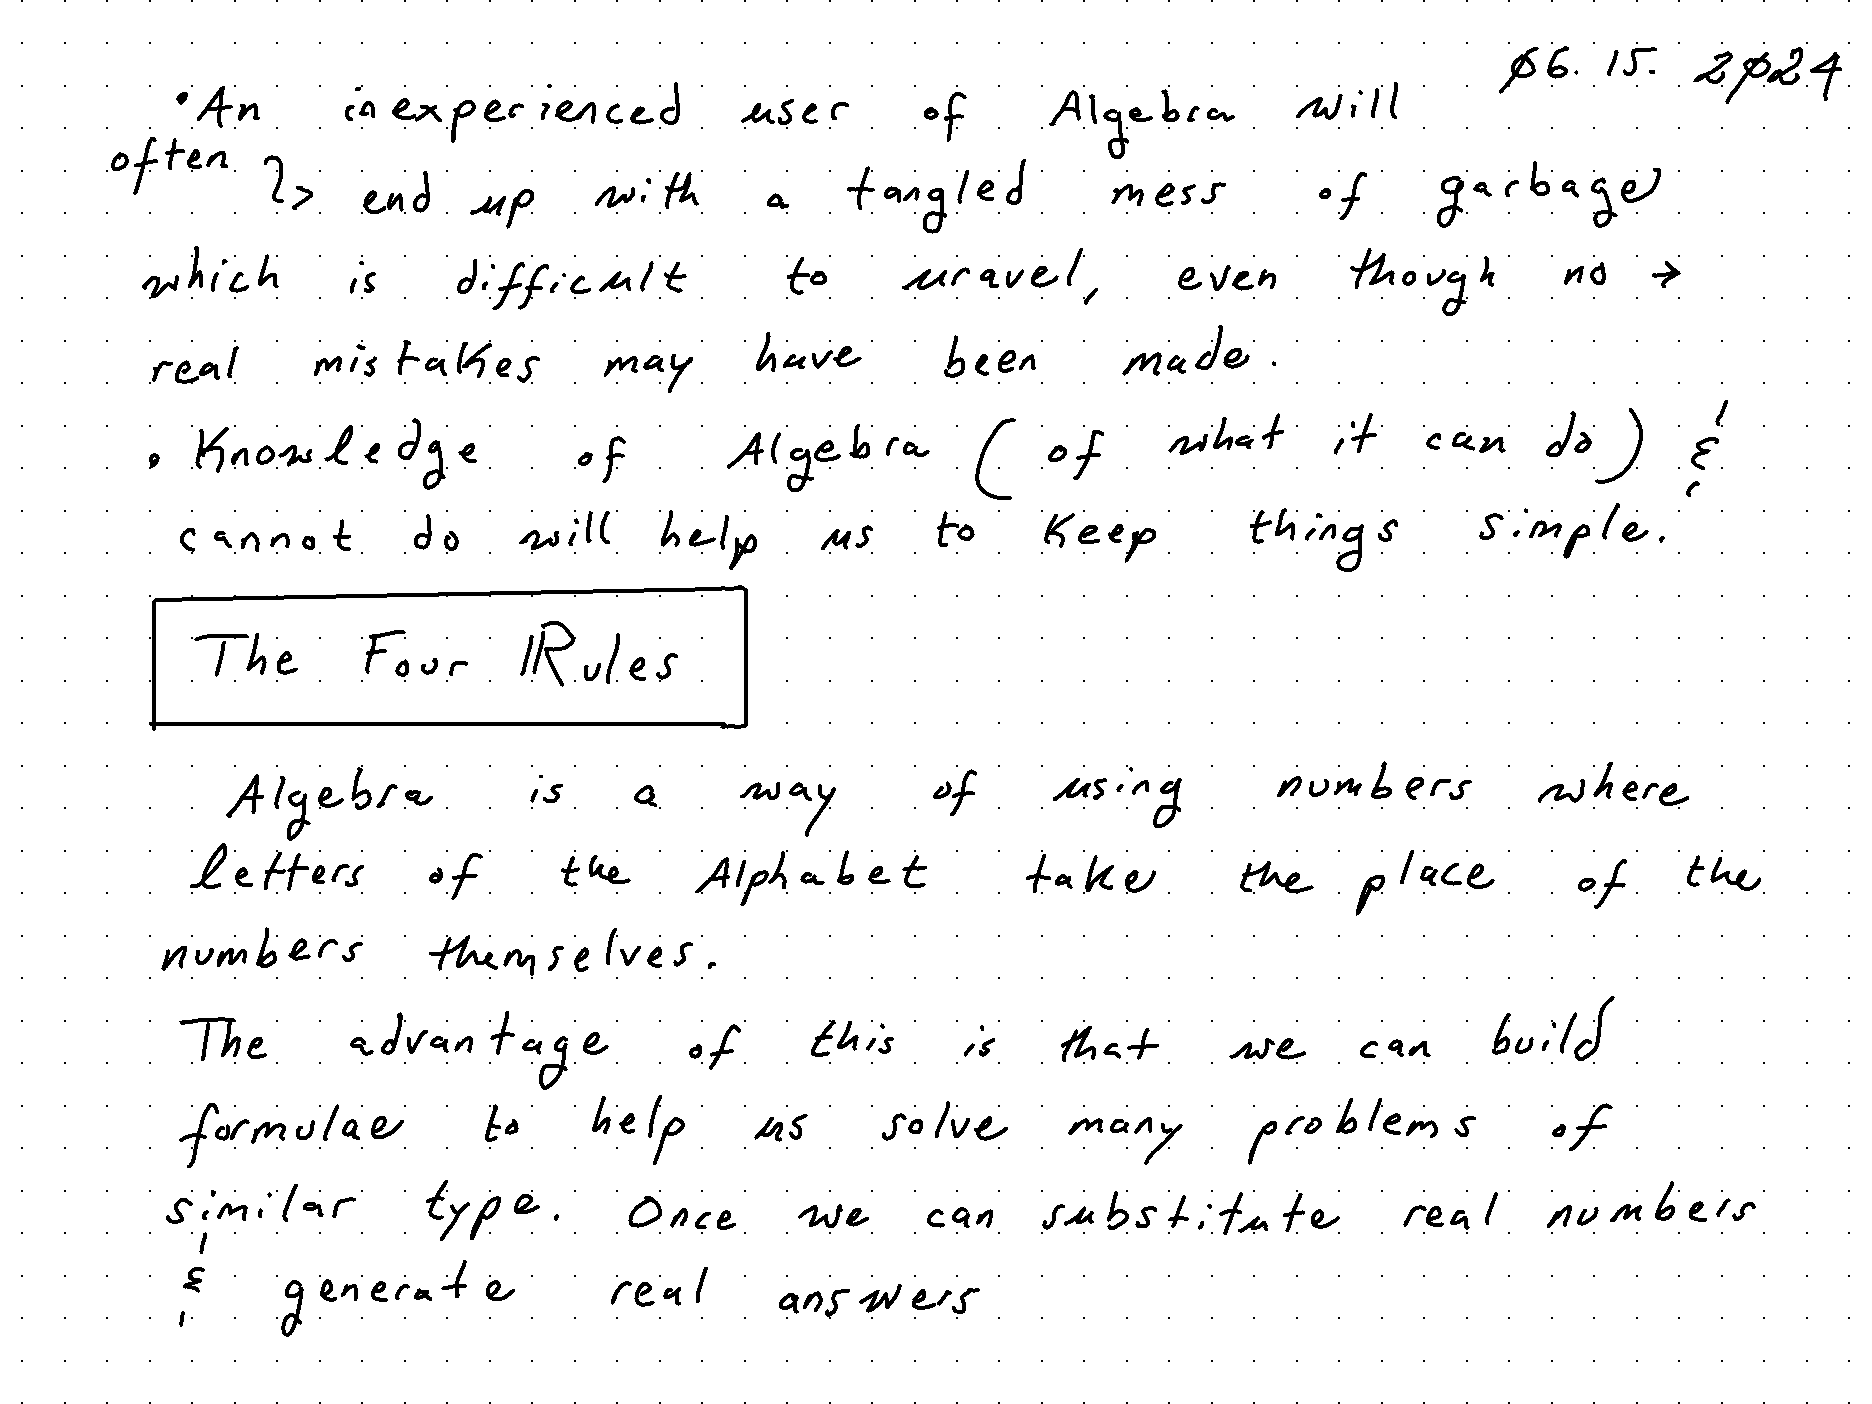 ø6. 15. 2ø24
• An inexperienced user of Algebra will
often
↳ end up with a tangled mess of garbage
which is difficult to uravel, even though no →
real mistakes may have been made.
• Knowledge of Algebra (of what it can do) &
cannot do will help us to keep things simple.
The Four Rules
Algebra is a way of using numbers where
letters of the Alphabet take the place of the
numbers themselves.
The advantage of this is that we can build
formulae to help us solve many problems of
similar type. Once we can substitute real numbers
& generate real answers